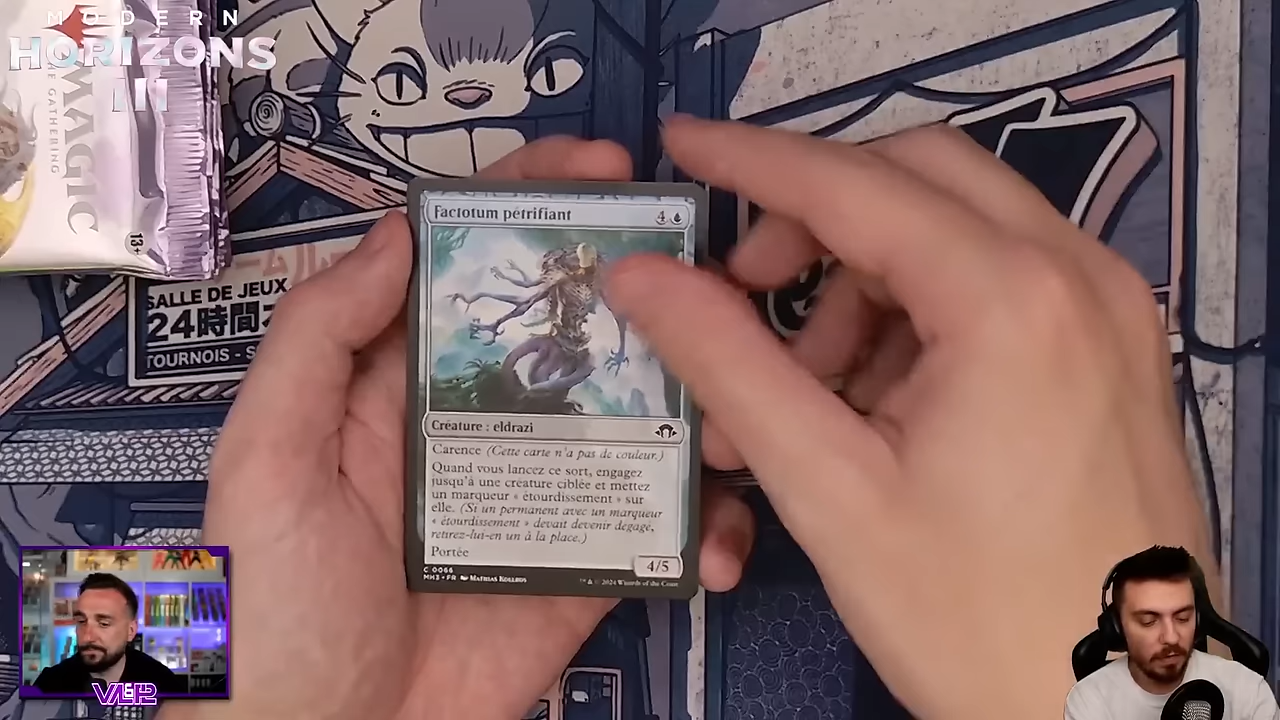 MODERN
HORIZONS
III
MAGIC
THE GATHERING
13+
SALLE DE JEUX
24時間
TOURNOIS - S
Factotum pétrifiant
4
Créature : eldrazi
Carence (Cette carte n'a pas de couleur.)
Quand vous lancez ce sort, engagez
jusqu'à une créature ciblée et mettez
un marqueur « étourdissement » sur
elle. (Si un permanent avec un marqueur
« étourdissement » devait devenir dégagé,
retirez-lui-en un à la place.)
Portée
4/5
C 0066
MH3 • FR Mathias Kollros
™ & © 2024 Wizards of the Coast